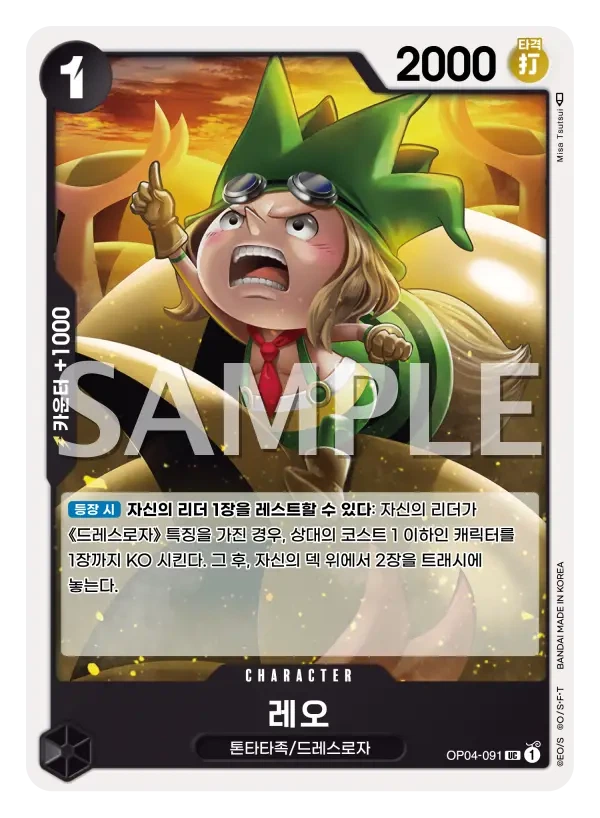 1
2000
타격
打
Misa Tsutsui
카운터 +1000
SAMPLE
등장 시 자신의 리더 1장을 레스트할 수 있다: 자신의 리더가
《드레스로자》 특징을 가진 경우, 상대의 코스트 1 이하인 캐릭터를
1장까지 KO 시킨다. 그 후, 자신의 덱 위에서 2장을 트래시에
놓는다.
CHARACTER
레오
톤타타족/드레스로자
OP04-091 UC 1
©EO/S ©O/S·F·T BANDAI MADE IN KOREA